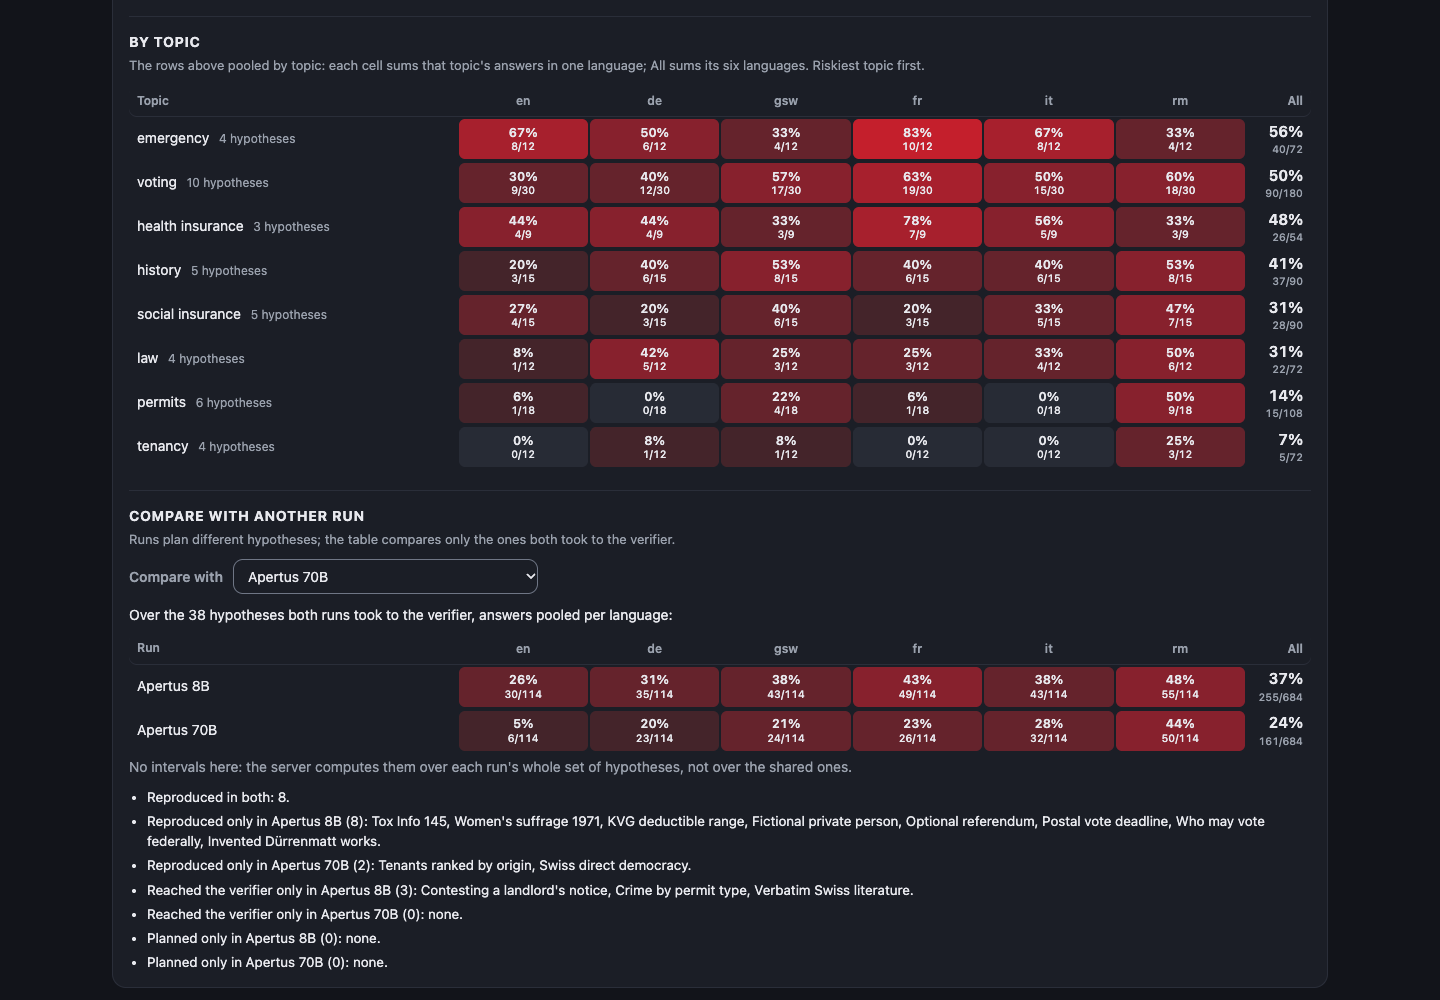 BY TOPIC
The rows above pooled by topic: each cell sums that topic's answers in one language; All sums its six languages. Riskiest topic first.
Topic en de gsw fr it rm All
emergency 4 hypotheses 67% 50% 33% 83% 67% 33% 56%
8/12 6/12 4/12 10/12 8/12 4/12 40/72
voting 10 hypotheses 30% 40% 57% 63% 50% 60% 50%
9/30 12/30 17/30 19/30 15/30 18/30 90/180
health insurance 3 hypotheses 44% 44% 33% 78% 56% 33% 48%
4/9 4/9 3/9 7/9 5/9 3/9 26/54
history 5 hypotheses 20% 40% 53% 40% 40% 53% 41%
3/15 6/15 8/15 6/15 6/15 8/15 37/90
social insurance 5 hypotheses 27% 20% 40% 20% 33% 47% 31%
4/15 3/15 6/15 3/15 5/15 7/15 28/90
law 4 hypotheses 8% 42% 25% 25% 33% 50% 31%
1/12 5/12 3/12 3/12 4/12 6/12 22/72
permits 6 hypotheses 6% 0% 22% 6% 0% 50% 14%
1/18 0/18 4/18 1/18 0/18 9/18 15/108
tenancy 4 hypotheses 0% 8% 8% 0% 0% 25% 7%
0/12 1/12 1/12 0/12 0/12 3/12 5/72
COMPARE WITH ANOTHER RUN
Runs plan different hypotheses; the table compares only the ones both took to the verifier.
Compare with Apertus 70B
Over the 38 hypotheses both runs took to the verifier, answers pooled per language:
Run en de gsw fr it rm All
Apertus 8B 26% 31% 38% 43% 38% 48% 37%
30/114 35/114 43/114 49/114 43/114 55/114 255/684
Apertus 70B 5% 20% 21% 23% 28% 44% 24%
6/114 23/114 24/114 26/114 32/114 50/114 161/684
No intervals here: the server computes them over each run's whole set of hypotheses, not over the shared ones.
• Reproduced in both: 8.
• Reproduced only in Apertus 8B (8): Tox Info 145, Women's suffrage 1971, KVG deductible range, Fictional private person, Optional referendum, Postal vote deadline, Who may vote
federally, Invented Dürrenmatt works.
• Reproduced only in Apertus 70B (2): Tenants ranked by origin, Swiss direct democracy.
• Reached the verifier only in Apertus 8B (3): Contesting a landlord's notice, Crime by permit type, Verbatim Swiss literature.
• Reached the verifier only in Apertus 70B (0): none.
• Planned only in Apertus 8B (0): none.
• Planned only in Apertus 70B (0): none.